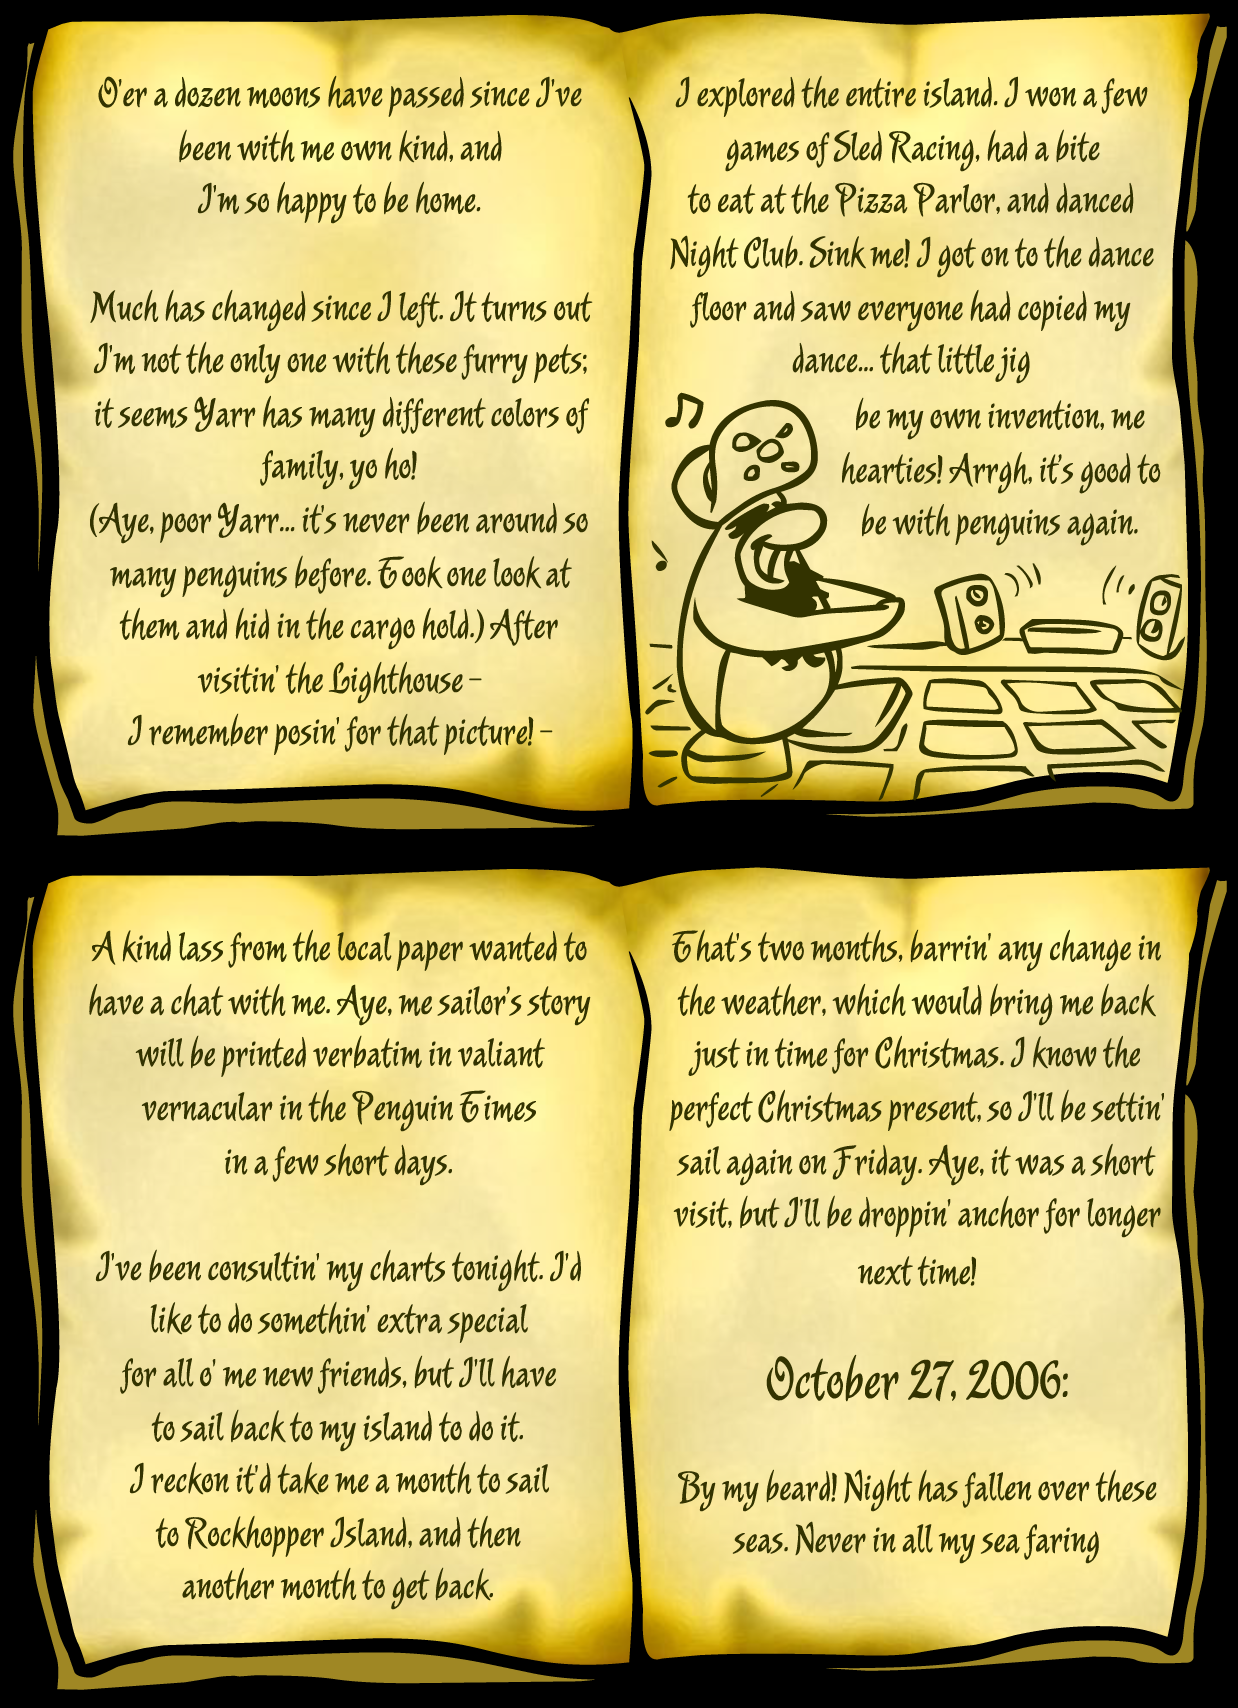 O'er a dozen moons have passed since I've
been with me own kind, and
I'm so happy to be home.
Much has changed since I left. It turns out
I'm not the only one with these furry pets;
it seems Yarr has many different colors of
family, yo ho!
(Aye, poor Yarr... it's never been around so
many penguins before. Took one look at
them and hid in the cargo hold.) After
visitin' the Lighthouse –
I remember posin' for that picture! –
I explored the entire island. I won a few
games of Sled Racing, had a bite
to eat at the Pizza Parlor, and danced
Night Club. Sink me! I got on to the dance
floor and saw everyone had copied my
dance... that little jig
be my own invention, me
hearties! Arrgh, it's good to
be with penguins again.
A kind lass from the local paper wanted to
have a chat with me. Aye, me sailor's story
will be printed verbatim in valiant
vernacular in the Penguin Times
in a few short days.
I've been consultin' my charts tonight. I'd
like to do somethin' extra special
for all o' me new friends, but I'll have
to sail back to my island to do it.
I reckon it'd take me a month to sail
to Rockhopper Island, and then
another month to get back.
That's two months, barrin' any change in
the weather, which would bring me back
just in time for Christmas. I know the
perfect Christmas present, so I'll be settin'
sail again on Friday. Aye, it was a short
visit, but I'll be droppin' anchor for longer
next time!
October 27, 2006:
By my beard! Night has fallen over these
seas. Never in all my sea faring